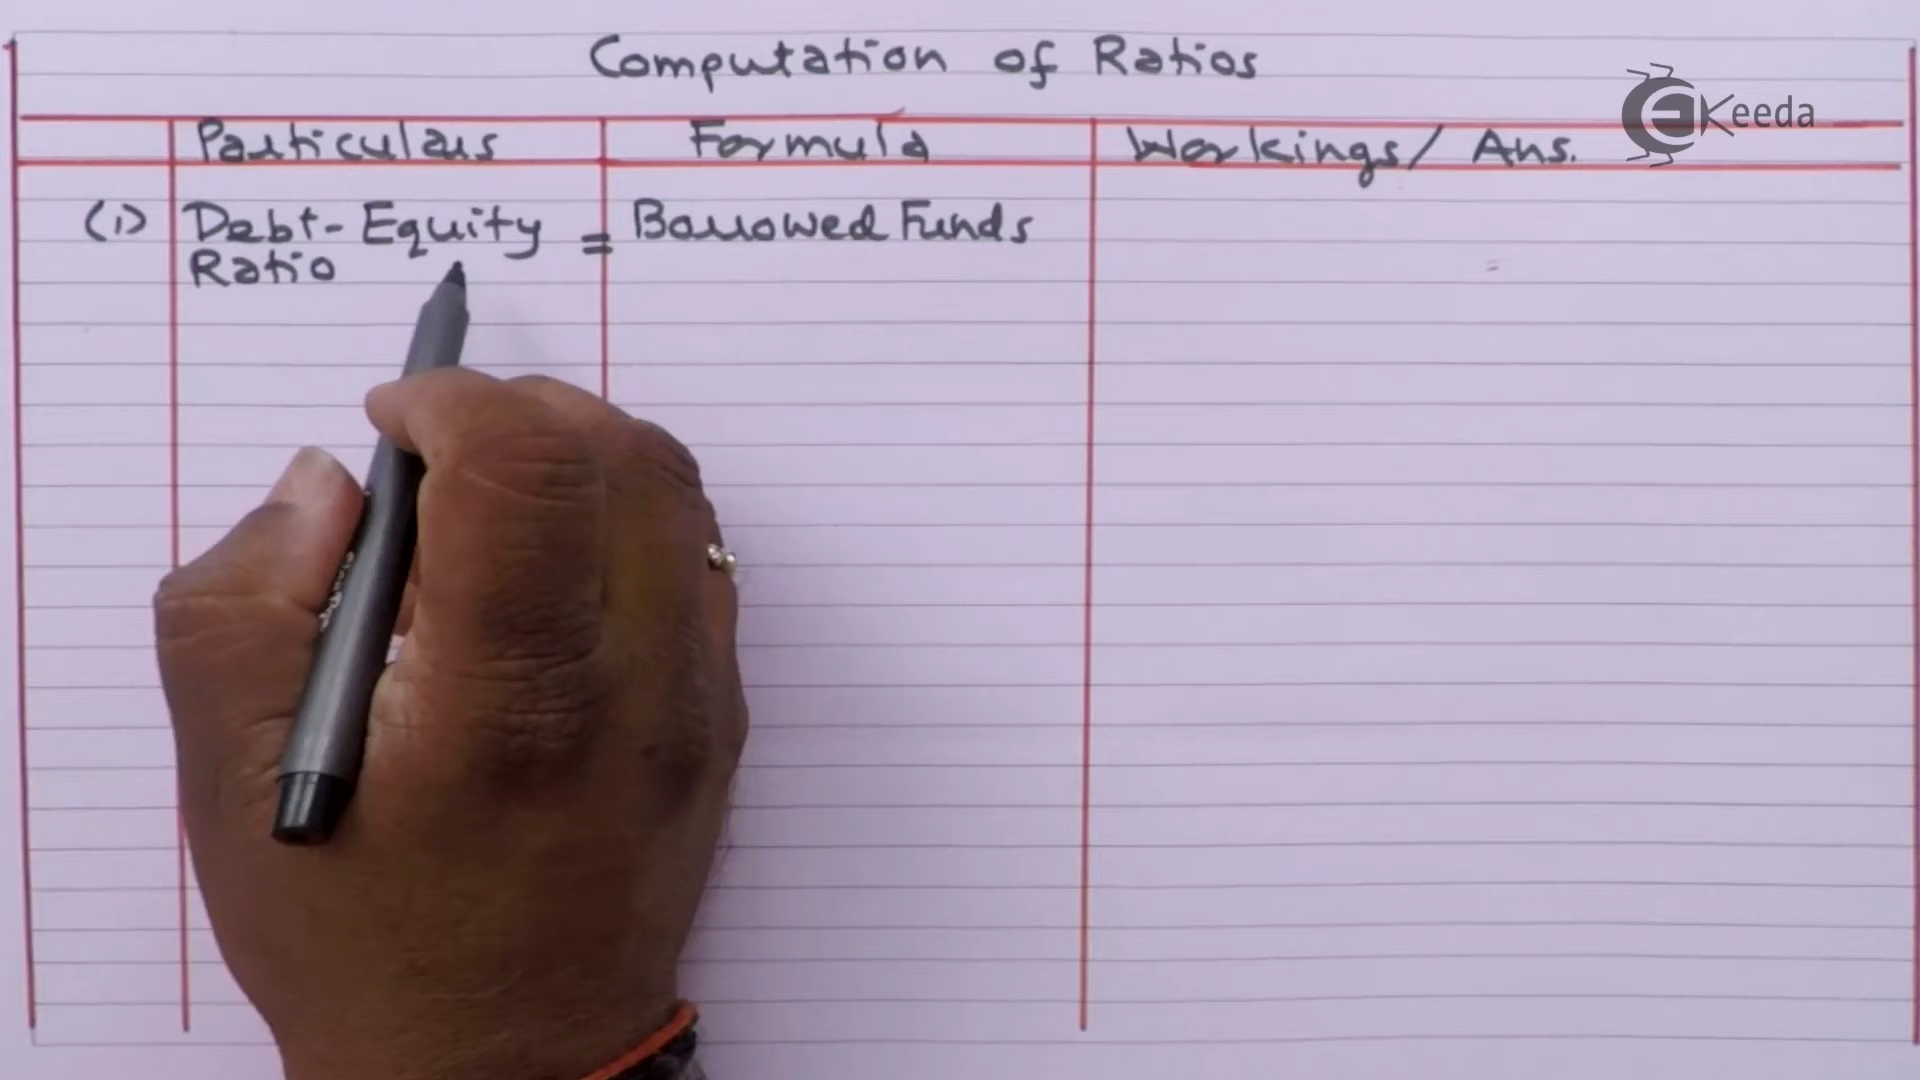 Computation of Ratios
EKeeda
Particulars Formula Workings/ Ans.
(1) Debt-Equity = Borrowed Funds
Ratio